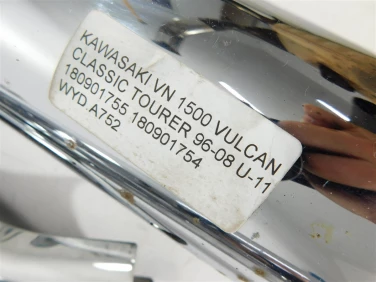 KAWASAKI VN 1500 VULCAN
CLASSIC TOURER 96-08 U-11
180901755 180901754
WYD A752